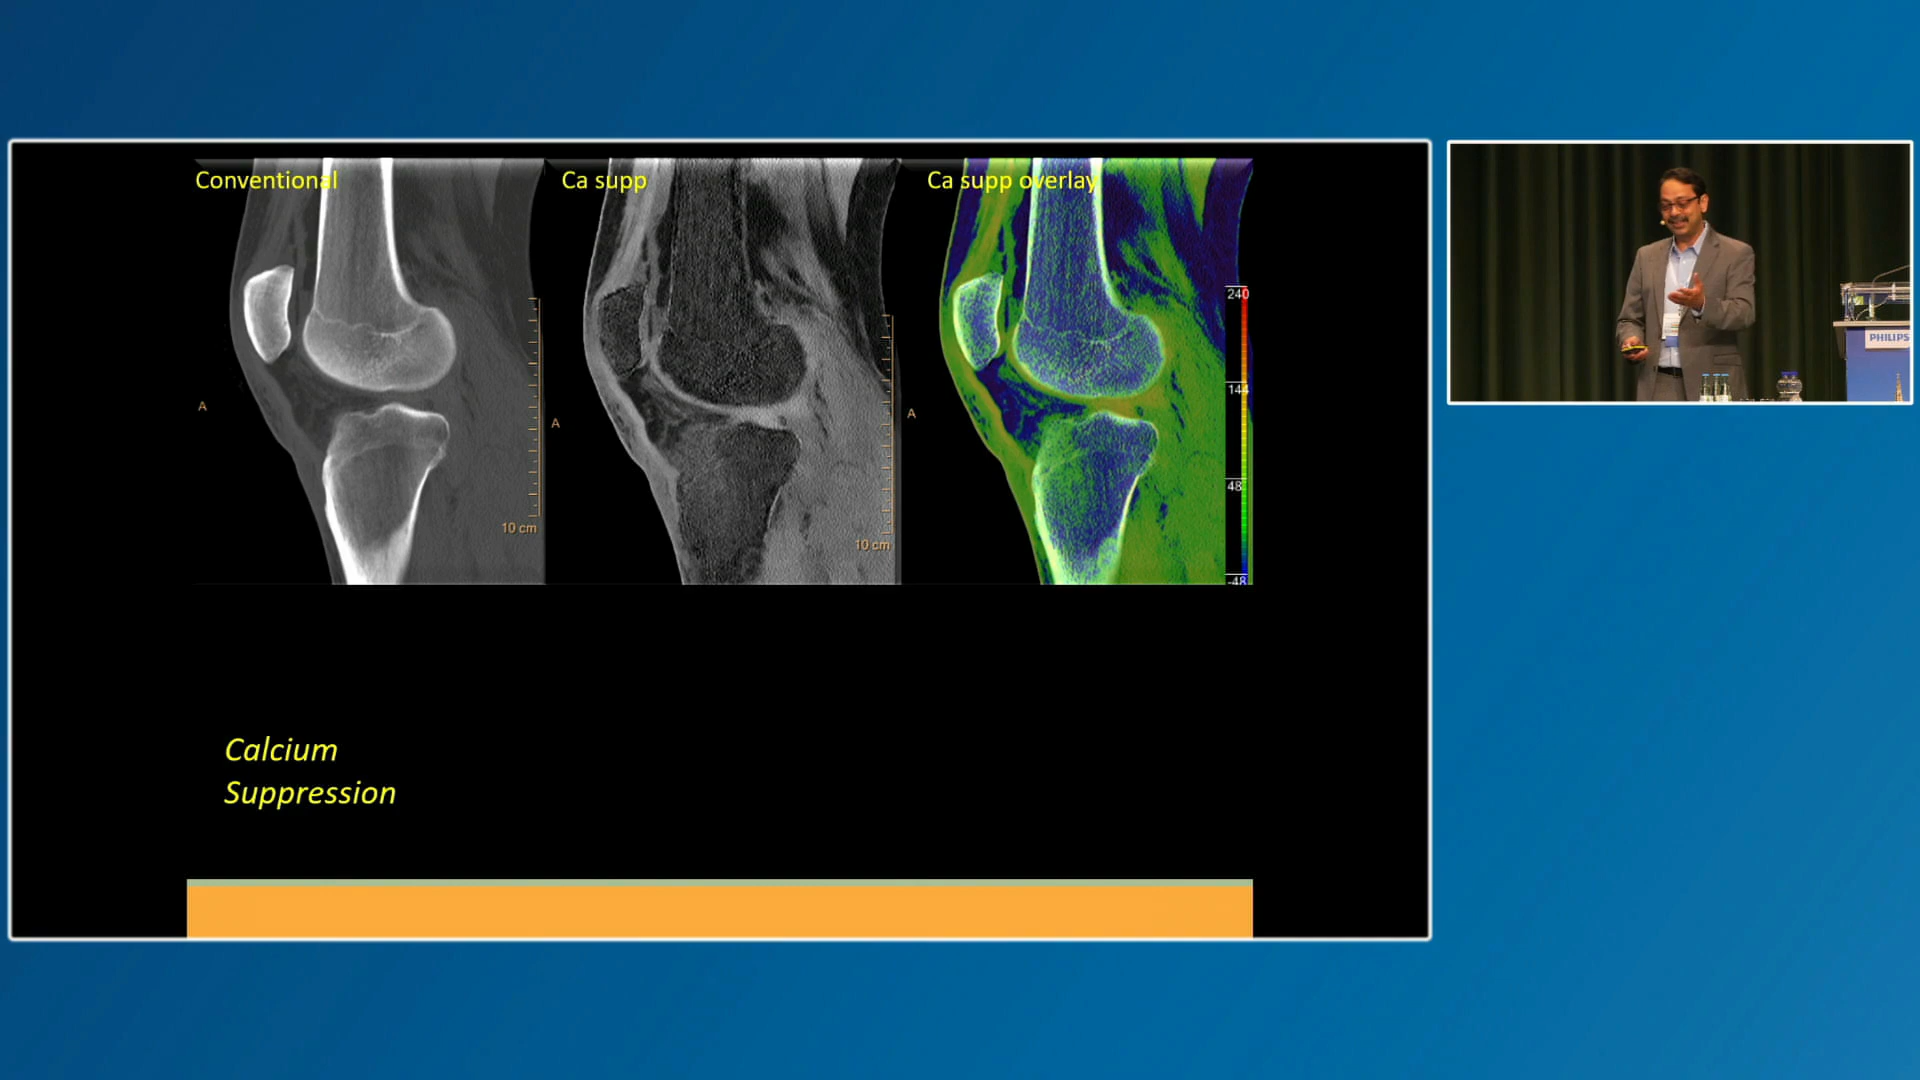 Conventional
Ca supp
Ca supp overlay
240
144
48
-48
A
A
A
10 cm
10 cm
Calcium
Suppression
PHILIPS